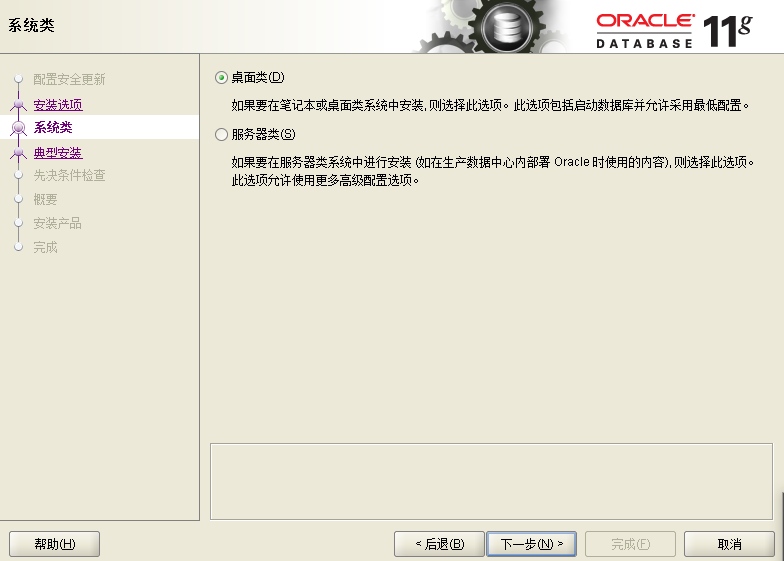 系统类
ORACLE
DATABASE 11g
配置安全更新
安装选项
系统类
典型安装
先决条件检查
概要
安装产品
完成
桌面类(D)
如果要在笔记本或桌面类系统中安装,则选择此选项。此选项包括启动数据库并允许采用最低配置。
服务器类(S)
如果要在服务器类系统中进行安装 (如在生产数据中心内部署 Oracle 时使用的内容),则选择此选项。
此选项允许使用更多高级配置选项。
帮助(H)
< 后退(B)
下一步(N) >
完成(F)
取消